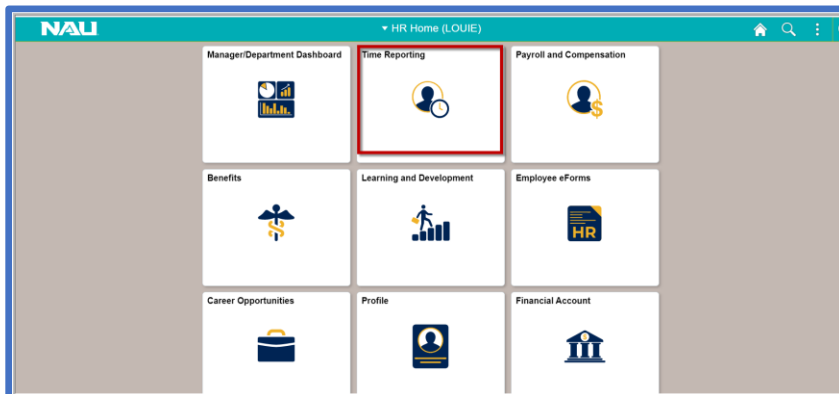 NAU
▾ HR Home (LOUIE)
Manager/Department Dashboard
Time Reporting
Payroll and Compensation
$
Benefits
Learning and Development
Employee eForms
HR
Career Opportunities
Profile
Financial Account